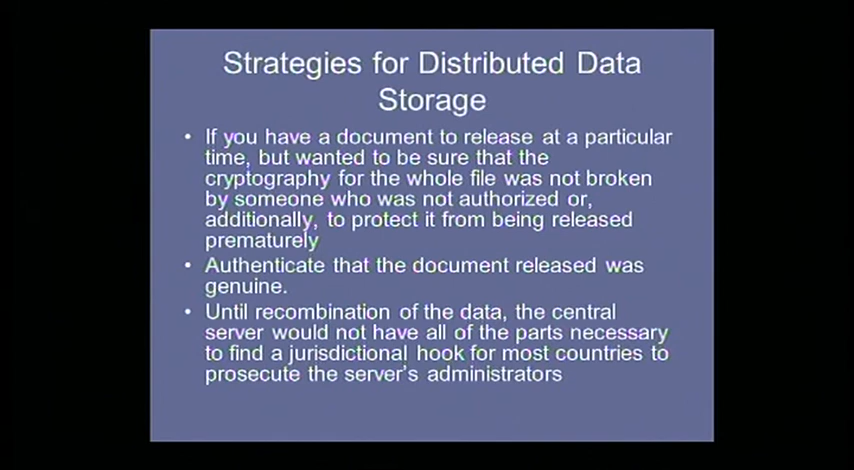 Strategies for Distributed Data
Storage
• If you have a document to release at a particular
time, but wanted to be sure that the
cryptography for the whole file was not broken
by someone who was not authorized or,
additionally, to protect it from being released
prematurely
• Authenticate that the document released was
genuine.
• Until recombination of the data, the central
server would not have all of the parts necessary
to find a jurisdictional hook for most countries to
prosecute the server's administrators